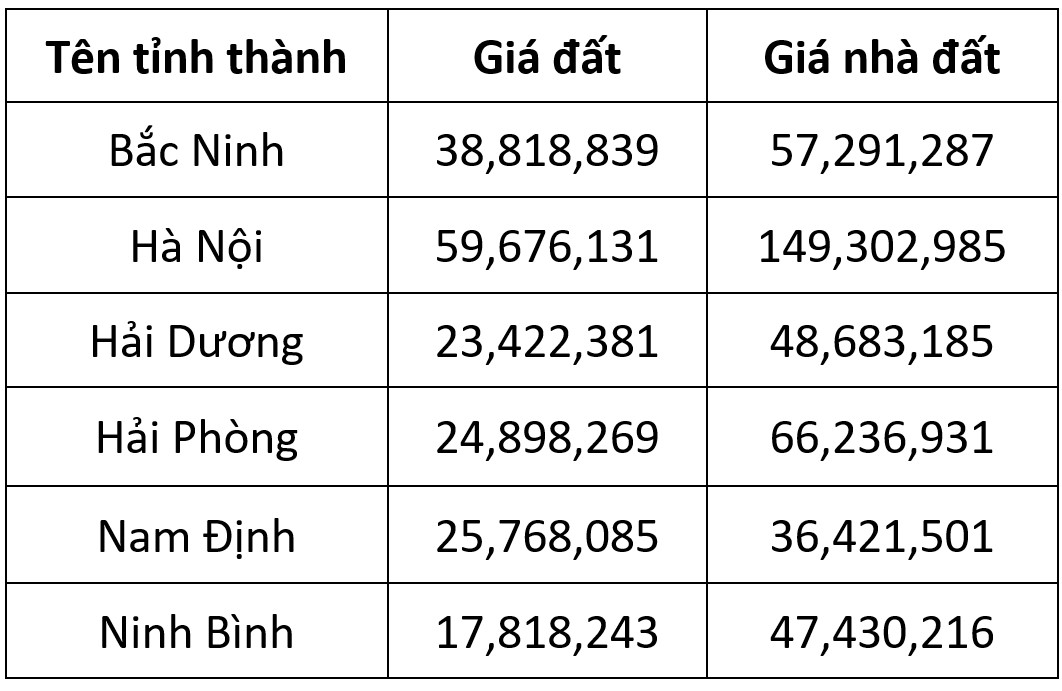 Tên tỉnh thành Giá đất Giá nhà đất
Bắc Ninh 38,818,839 57,291,287
Hà Nội 59,676,131 149,302,985
Hải Dương 23,422,381 48,683,185
Hải Phòng 24,898,269 66,236,931
Nam Định 25,768,085 36,421,501
Ninh Bình 17,818,243 47,430,216